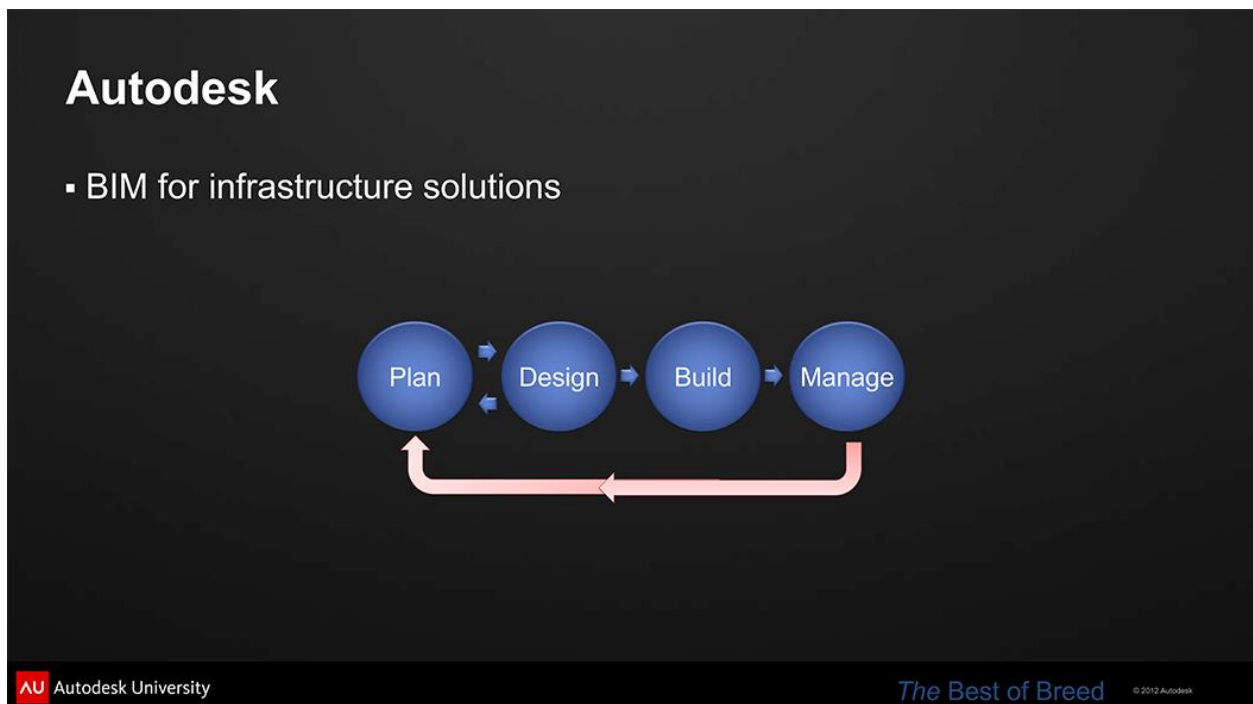 Autodesk
▪ BIM for infrastructure solutions
Plan Design Build Manage
AU Autodesk University
The Best of Breed © 2012 Autodesk